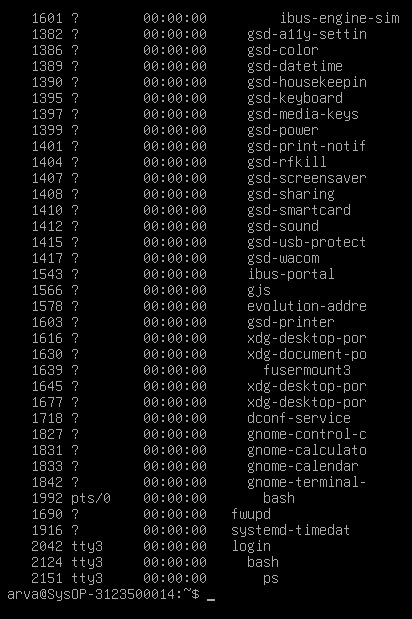 1601 ? 00:00:00 ibus-engine-sim
1382 ? 00:00:00 gsd-a11y-settin
1386 ? 00:00:00 gsd-color
1389 ? 00:00:00 gsd-datetime
1390 ? 00:00:00 gsd-housekeepin
1395 ? 00:00:00 gsd-keyboard
1397 ? 00:00:00 gsd-media-keys
1399 ? 00:00:00 gsd-power
1401 ? 00:00:00 gsd-print-notif
1404 ? 00:00:00 gsd-rfkill
1407 ? 00:00:00 gsd-screensaver
1408 ? 00:00:00 gsd-sharing
1410 ? 00:00:00 gsd-smartcard
1412 ? 00:00:00 gsd-sound
1415 ? 00:00:00 gsd-usb-protect
1417 ? 00:00:00 gsd-wacom
1543 ? 00:00:00 ibus-portal
1566 ? 00:00:00 gjs
1578 ? 00:00:00 evolution-addre
1603 ? 00:00:00 gsd-printer
1616 ? 00:00:00 xdg-desktop-por
1630 ? 00:00:00 xdg-document-po
1639 ? 00:00:00 fusermount3
1645 ? 00:00:00 xdg-desktop-por
1677 ? 00:00:00 xdg-desktop-por
1718 ? 00:00:00 dconf-service
1827 ? 00:00:00 gnome-control-c
1831 ? 00:00:00 gnome-calculato
1833 ? 00:00:00 gnome-calendar
1842 ? 00:00:00 gnome-terminal-
1992 pts/0 00:00:00 bash
1690 ? 00:00:00 fwupd
1916 ? 00:00:00 systemd-timedat
2042 tty3 00:00:00 login
2124 tty3 00:00:00 bash
2151 tty3 00:00:00 ps
arva@SysOP-3123500014:~$ _